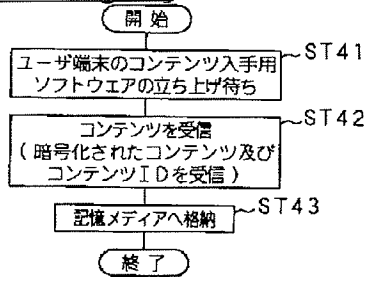 開始
ユーザ端末のコンテンツ入手用
ソフトウェアの立ち上げ待ち
ST41
コンテンツを受信
(暗号化されたコンテンツ及び
コンテンツIDを受信)
ST42
記憶メディアへ格納
ST43
終了